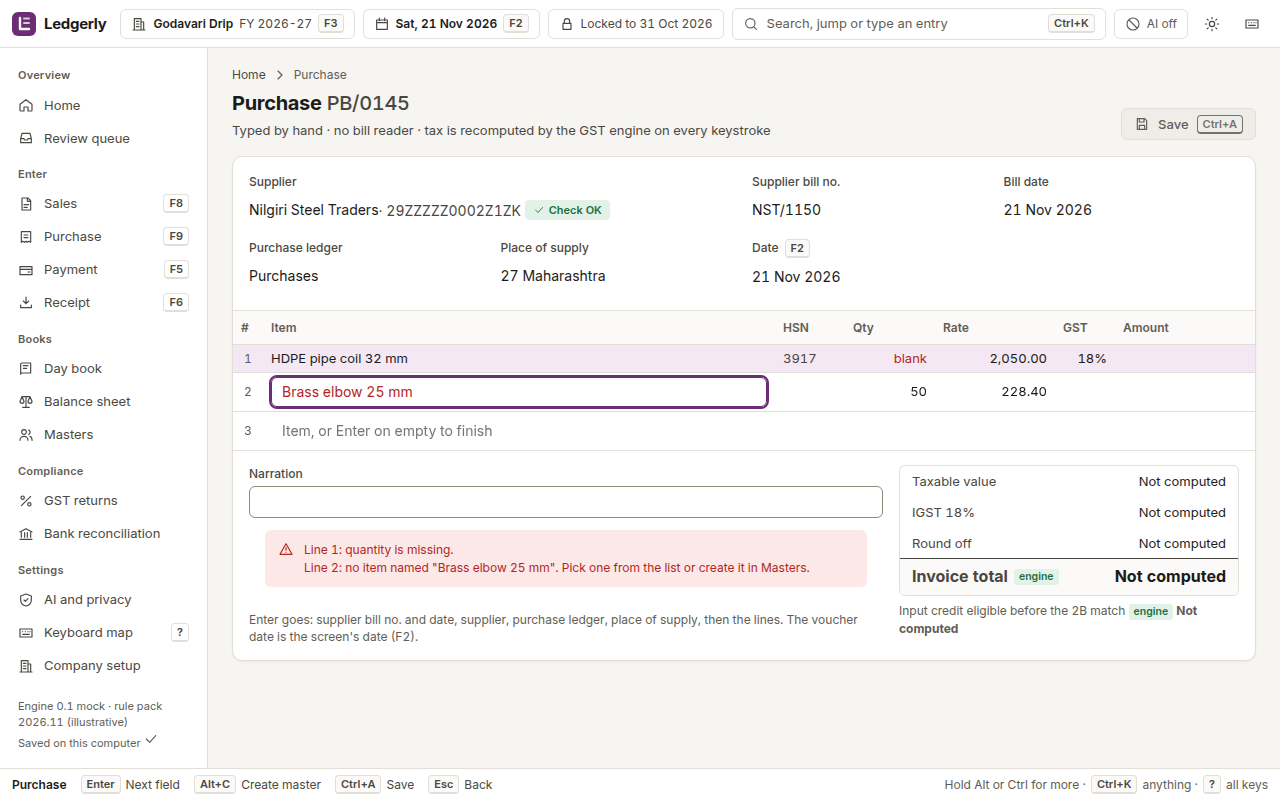 Ledgerly
Godavari Drip FY 2026-27 F3
Sat, 21 Nov 2026 F2
Locked to 31 Oct 2026
Search, jump or type an entry Ctrl+K
AI off
Overview
Home
Review queue
Enter
Sales F8
Purchase F9
Payment F5
Receipt F6
Books
Day book
Balance sheet
Masters
Compliance
GST returns
Bank reconciliation
Settings
AI and privacy
Keyboard map ?
Company setup
Engine 0.1 mock · rule pack
2026.11 (illustrative)
Saved on this computer
Home Purchase
Purchase PB/0145
Typed by hand · no bill reader · tax is recomputed by the GST engine on every keystroke
Save Ctrl+A
Supplier Supplier bill no. Bill date
Nilgiri Steel Traders · 29ZZZZZ0002Z1ZK Check OK NST/1150 21 Nov 2026
Purchase ledger Place of supply Date F2
Purchases 27 Maharashtra 21 Nov 2026
# Item HSN Qty Rate GST Amount
1 HDPE pipe coil 32 mm 3917 blank 2,050.00 18%
2 Brass elbow 25 mm 50 228.40
3 Item, or Enter on empty to finish
Narration
Line 1: quantity is missing.
Line 2: no item named "Brass elbow 25 mm". Pick one from the list or create it in Masters.
Enter goes: supplier bill no. and date, supplier, purchase ledger, place of supply, then the lines. The voucher
date is the screen's date (F2).
Taxable value Not computed
IGST 18% Not computed
Round off Not computed
Invoice total engine Not computed
Input credit eligible before the 2B match engine Not
computed
Purchase Enter Next field Alt+C Create master Ctrl+A Save Esc Back
Hold Alt or Ctrl for more · Ctrl+K anything · ? all keys